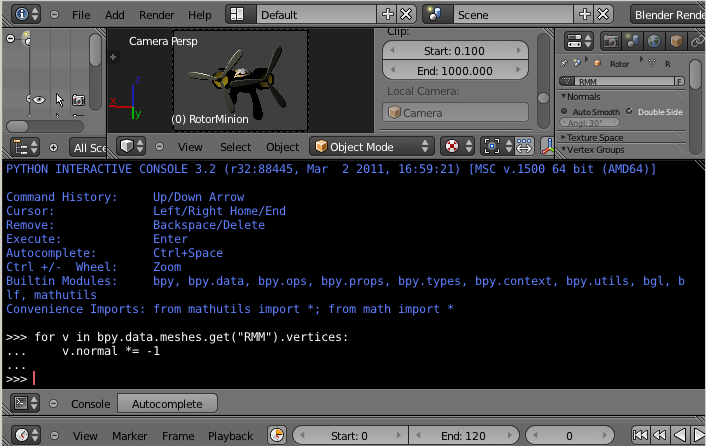 File Add Render Help Default Scene Blender Rende
Camera Persp
Clip:
Start: 0.100
End: 1000.000
Local Camera:
Camera
z
x
y
(0) RotorMinion
Rotor R
RMM F
Normals
Auto Smooth Double Side
Angl: 30°
Texture Space
Vertex Groups
All Sce View Select Object Object Mode
PYTHON INTERACTIVE CONSOLE 3.2 (r32:88445, Mar  2 2011, 16:59:21) [MSC v.1500 64 bit (AMD64)]
Command History:     Up/Down Arrow
Cursor:              Left/Right Home/End
Remove:              Backspace/Delete
Execute:             Enter
Autocomplete:        Ctrl+Space
Ctrl +/-  Wheel:     Zoom
Builtin Modules:     bpy, bpy.data, bpy.ops, bpy.props, bpy.types, bpy.context, bpy.utils, bgl, b
lf, mathutils
Convenience Imports: from mathutils import *; from math import *
>>> for v in bpy.data.meshes.get("RMM").vertices:
...     v.normal *= -1
...
>>>
Console Autocomplete
View Marker Frame Playback Start: 0 End: 120 0